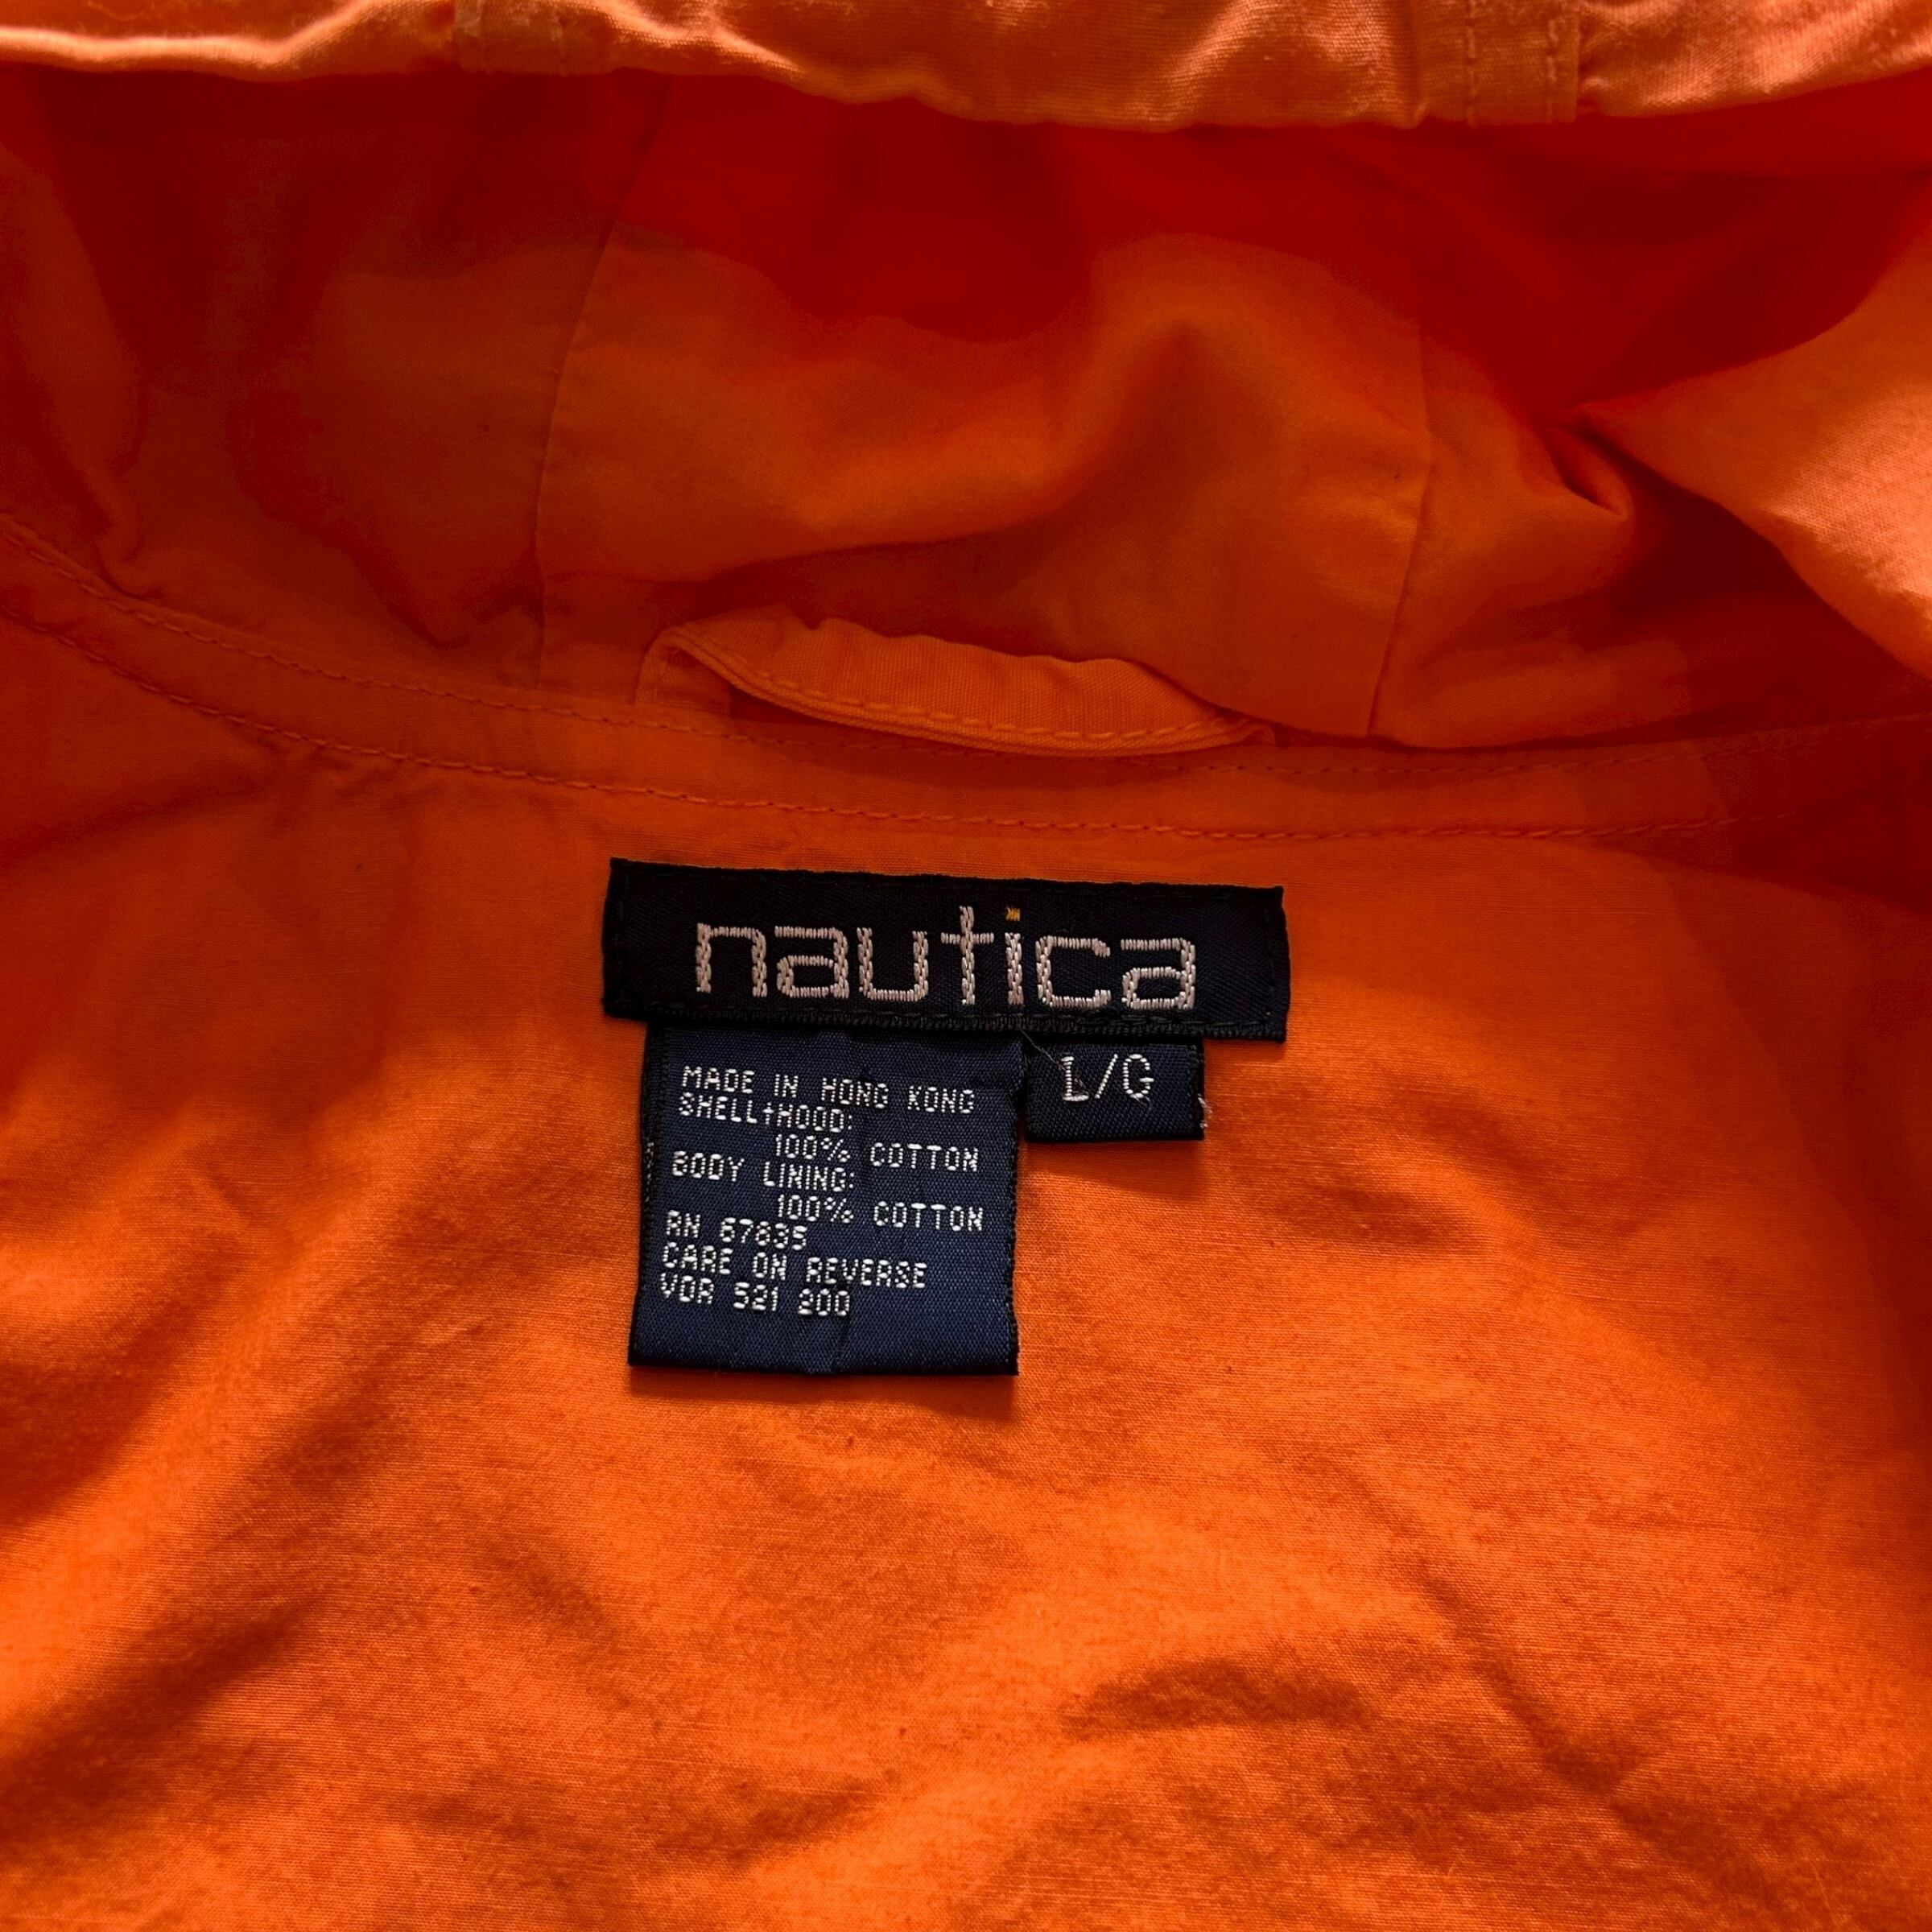 nautica
L/G
MADE IN HONG KONG
SHELL+HOOD:
100% COTTON
BODY LINING:
100% COTTON
RN 67835
CARE ON REVERSE
VDR 521 200